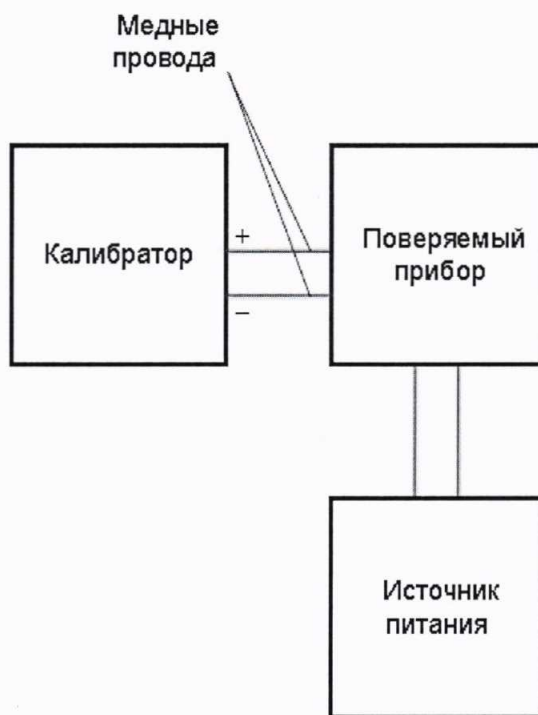 Медные
провода
Калибратор
+
−
Поверяемый
прибор
Источник
питания